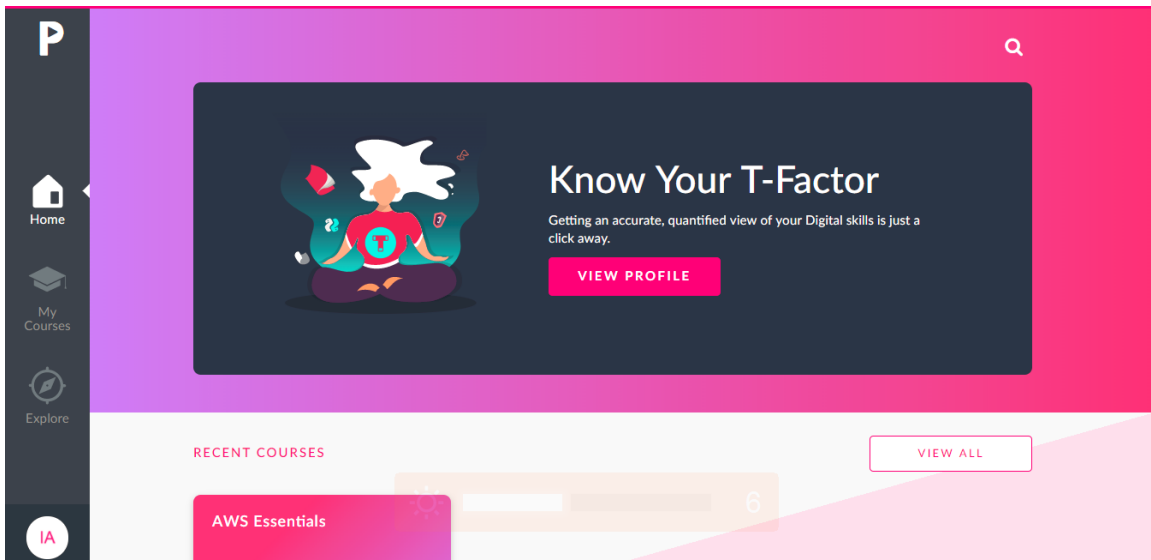 P
Home
My
Courses
Explore
IA
Know Your T-Factor
Getting an accurate, quantified view of your Digital skills is just a
click away.
VIEW PROFILE
T
RECENT COURSES
VIEW ALL
6
AWS Essentials